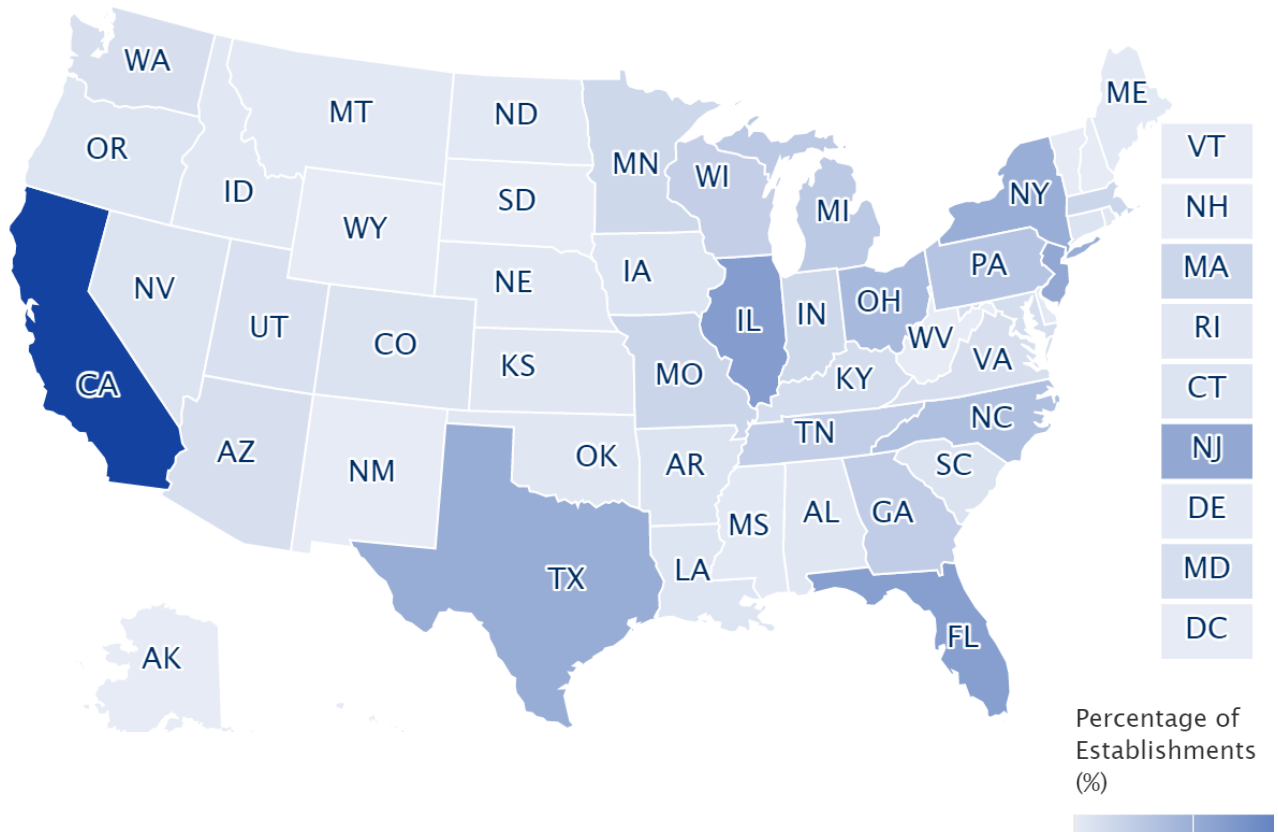 WA
MT
ND
ME
OR
MN
VT
ID
SD
WI
NH
WY
MI
NY
MA
NV
NE
IA
PA
UT
IL
IN
OH
RI
CO
KS
MO
WV
VA
CA
KY
CT
AZ
NM
OK
AR
TN
NC
NJ
SC
MS
AL
GA
DE
TX
LA
MD
FL
DC
AK
Percentage of
Establishments
(%)